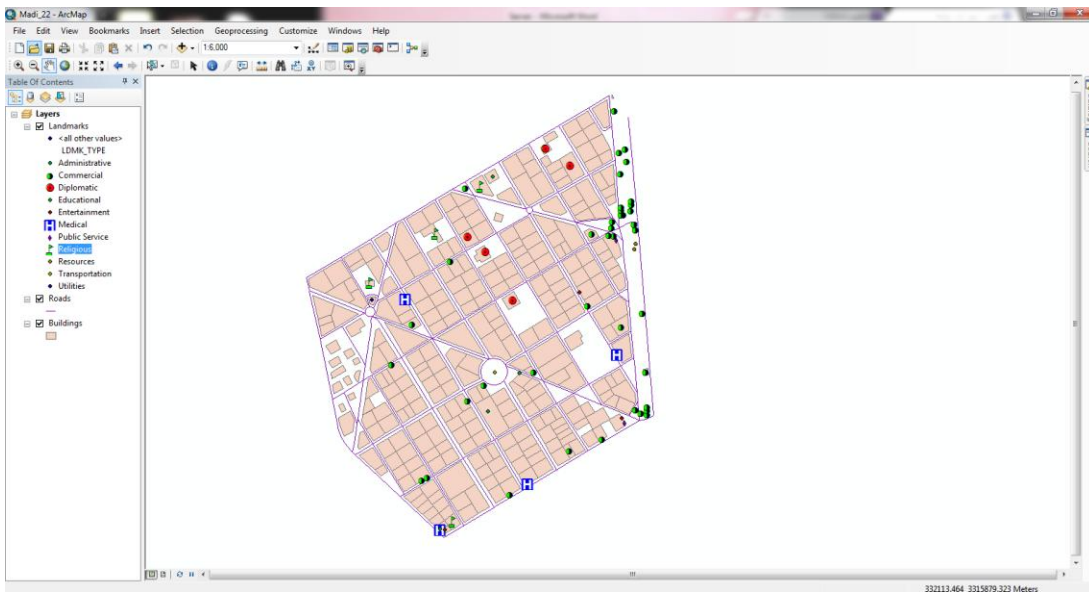 Madi_22 - ArcMap
File Edit View Bookmarks Insert Selection Geoprocessing Customize Windows Help
1:6.000
Table Of Contents
Layers
Landmarks
<all other values>
LDMK_TYPE
Administrative
Commercial
Diplomatic
Educational
Entertainment
Medical
Public Service
Religious
Resources
Transportation
Utilities
Roads
Buildings
H
H
H
H
H
332113.464 3315879.323 Meters